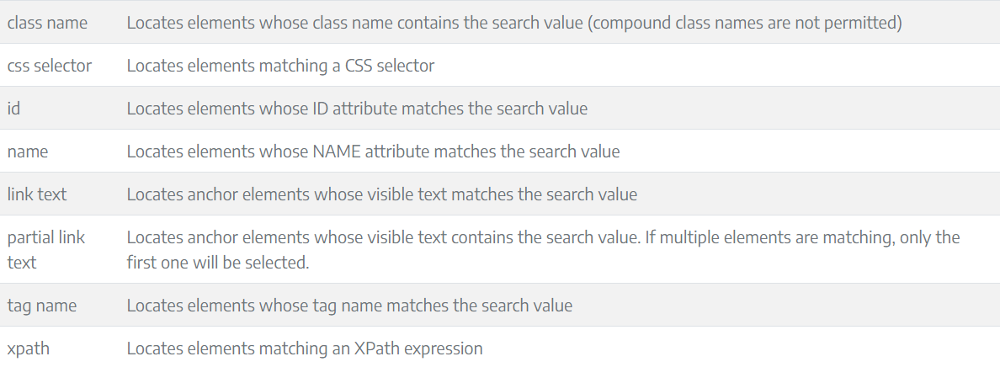 class name Locates elements whose class name contains the search value (compound class names are not permitted)
css selector Locates elements matching a CSS selector
id Locates elements whose ID attribute matches the search value
name Locates elements whose NAME attribute matches the search value
link text Locates anchor elements whose visible text matches the search value
partial link Locates anchor elements whose visible text contains the search value. If multiple elements are matching, only the
text first one will be selected.
tag name Locates elements whose tag name matches the search value
xpath Locates elements matching an XPath expression